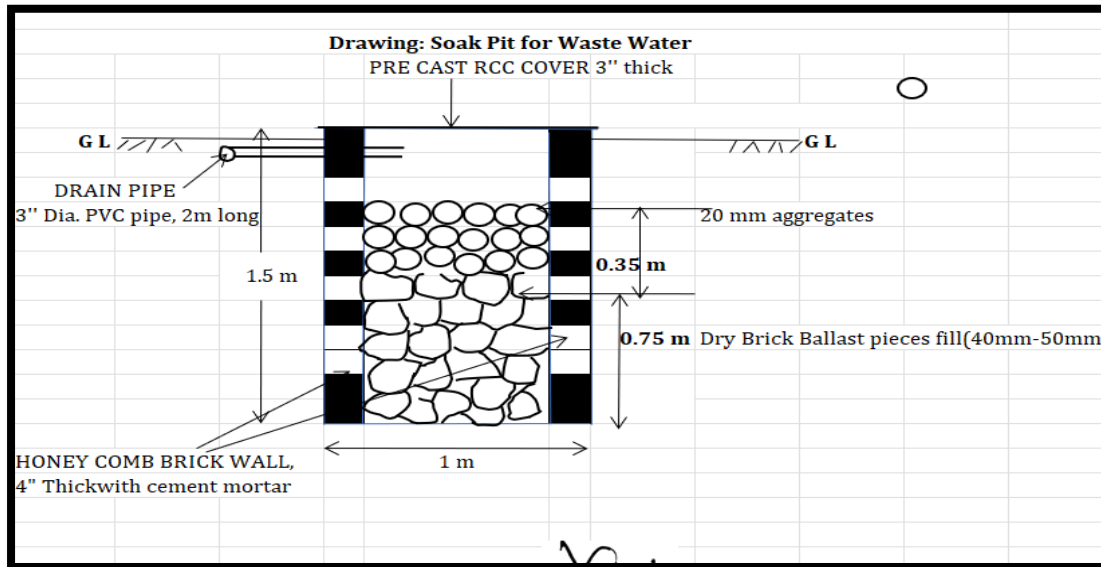 Drawing: Soak Pit for Waste Water
PRE CAST RCC COVER 3'' thick
G L
G L
DRAIN PIPE
3'' Dia. PVC pipe, 2m long
20 mm aggregates
0.35 m
1.5 m
0.75 m Dry Brick Ballast pieces fill(40mm-50mm
HONEY COMB BRICK WALL,
4" Thickwith cement mortar
1 m